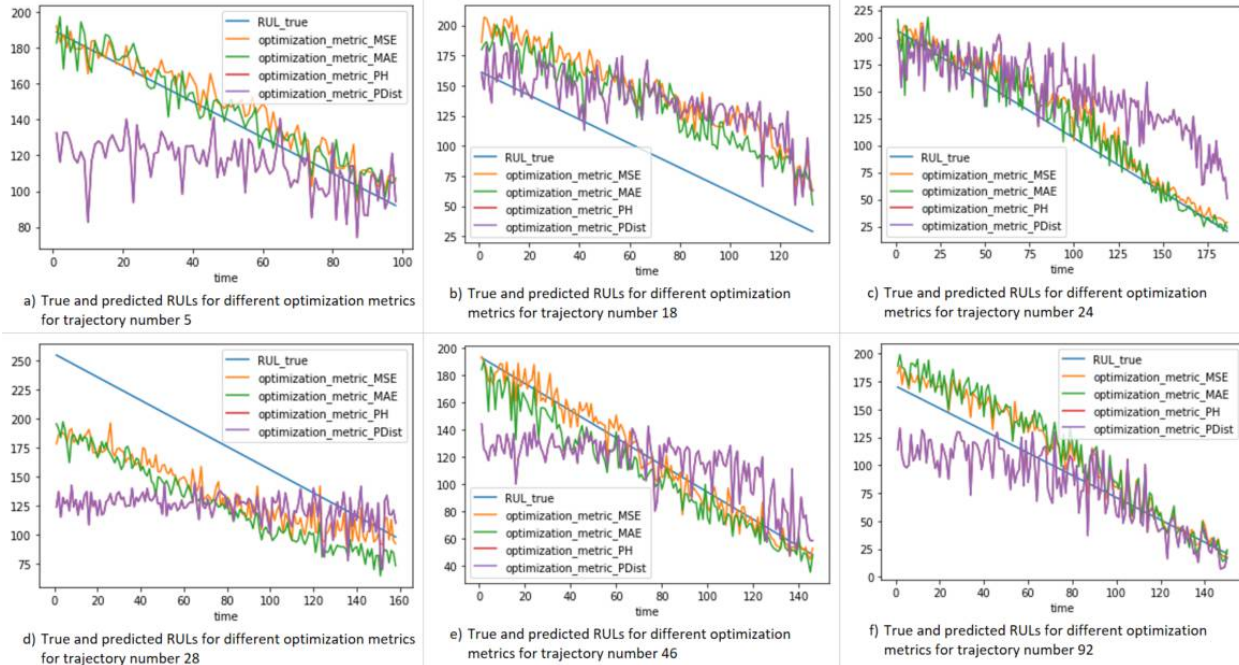 200
180
160
140
120
100
80
0
20
40
60
80
100
time
RUL_true
optimization_metric_MSE
optimization_metric_MAE
optimization_metric_PH
optimization_metric_PDist
a) True and predicted RULs for different optimization metrics
for trajectory number 5
200
175
150
125
100
75
50
25
0
20
40
60
80
100
120
time
RUL_true
optimization_metric_MSE
optimization_metric_MAE
optimization_metric_PH
optimization_metric_PDist
b) True and predicted RULs for different optimization
metrics for trajectory number 18
225
200
175
150
125
100
75
50
25
0
25
50
75
100
125
150
175
time
RUL_true
optimization_metric_MSE
optimization_metric_MAE
optimization_metric_PH
optimization_metric_PDist
c) True and predicted RULs for different optimization
metrics for trajectory number 24
250
225
200
175
150
125
100
75
0
20
40
60
80
100
120
140
160
time
RUL_true
optimization_metric_MSE
optimization_metric_MAE
optimization_metric_PH
optimization_metric_PDist
d) True and predicted RULs for different optimization metrics
for trajectory number 28
200
180
160
140
120
100
80
60
40
0
20
40
60
80
100
120
140
time
RUL_true
optimization_metric_MSE
optimization_metric_MAE
optimization_metric_PH
optimization_metric_PDist
e) True and predicted RULs for different optimization
metrics for trajectory number 46
200
175
150
125
100
75
50
25
0
0
20
40
60
80
100
120
140
time
RUL_true
optimization_metric_MSE
optimization_metric_MAE
optimization_metric_PH
optimization_metric_PDist
f) True and predicted RULs for different optimization
metrics for trajectory number 92